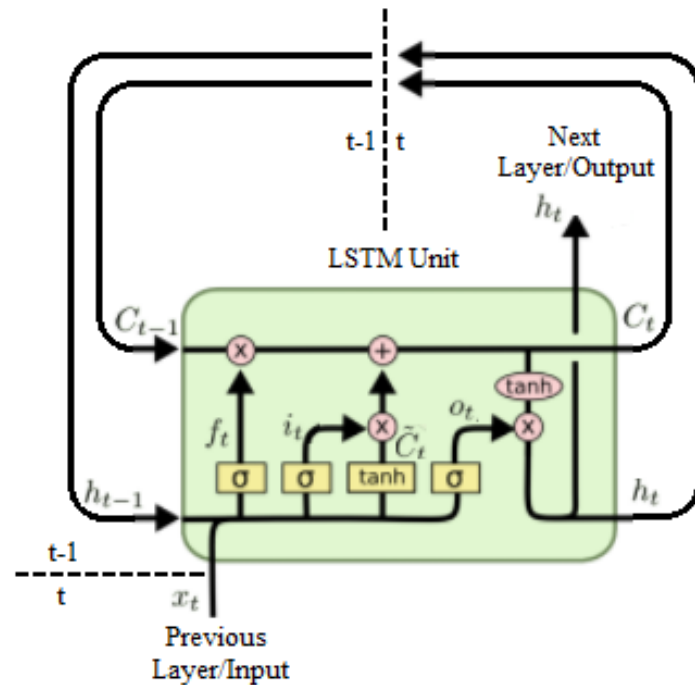 t-1 t
Next
Layer/Output
h_t
LSTM Unit
C_{t-1}
C_t
x
+
tanh
f_t
i_t
x
C̃_t
o_t
x
σ
σ
tanh
σ
h_{t-1}
h_t
t-1
t
x_t
Previous
Layer/Input